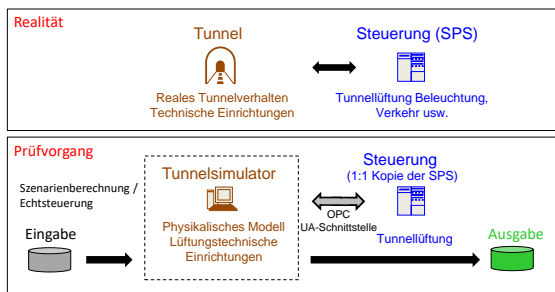 Realität
Tunnel
Steuerung (SPS)
Reales Tunnelverhalten
Technische Einrichtungen
Tunnellüftung Beleuchtung,
Verkehr usw.
Prüfvorgang
Szenarienberechnung /
Echtsteuerung
Eingabe
Tunnelsimulator
Physikalisches Modell
Lüftungstechnische
Einrichtungen
Steuerung
(1:1 Kopie der SPS)
OPC
UA-Schnittstelle
Tunnellüftung
Ausgabe